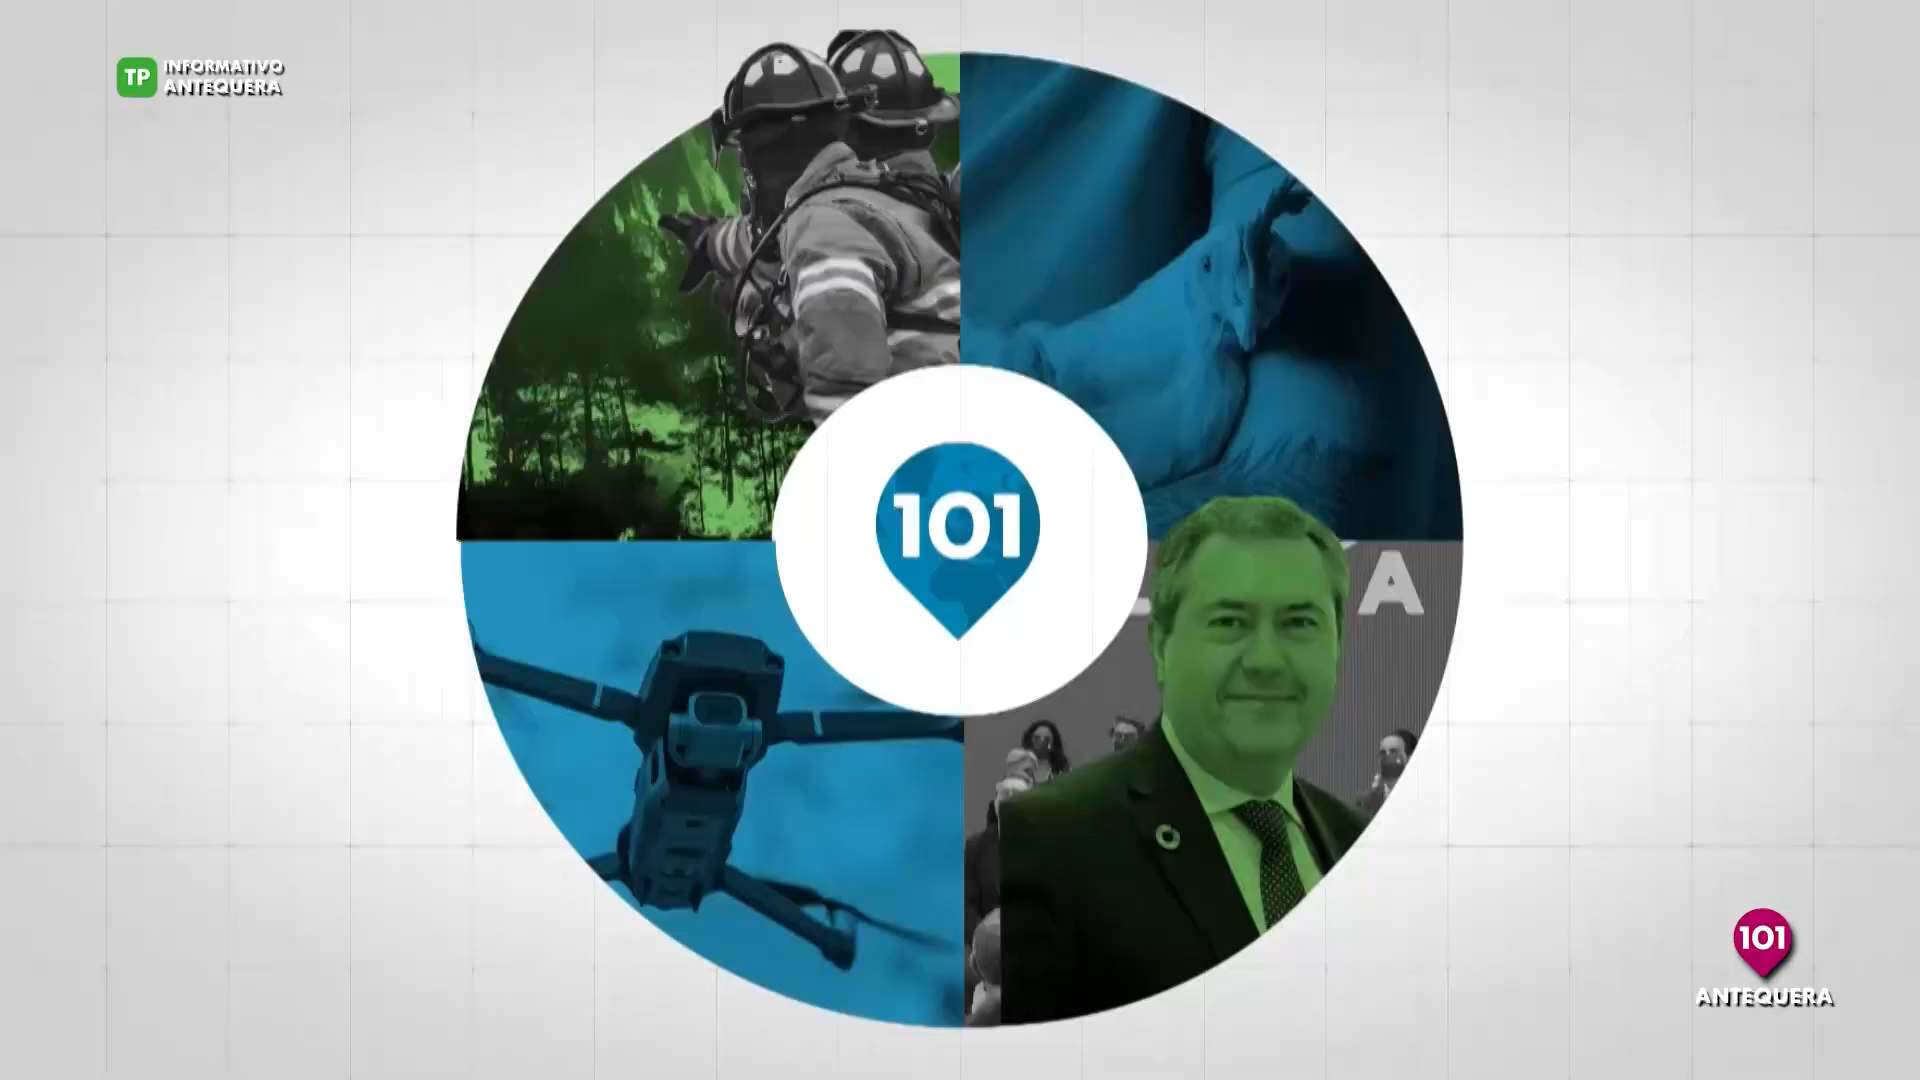 TP INFORMATIVO
ANTEQUERA
101
A
101
ANTEQUERA